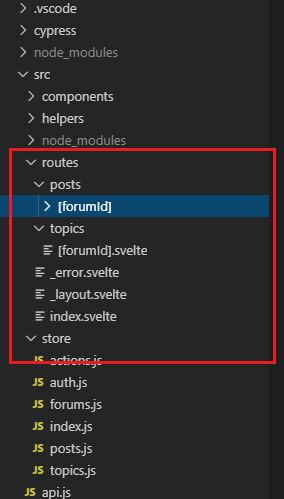 .vscode
cypress
node_modules
src
components
helpers
node_modules
routes
posts
[forumId]
topics
[forumId].svelte
_error.svelte
_layout.svelte
index.svelte
store
JS actions.js
JS auth.js
JS forums.js
JS index.js
JS posts.js
JS topics.js
JS api.js